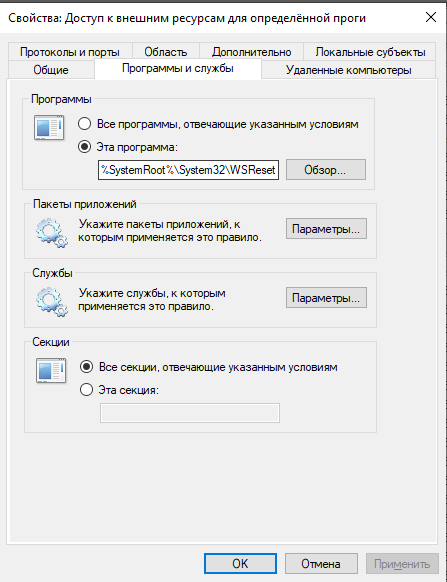 Свойства: Доступ к внешним ресурсам для определённой проги
Протоколы и порты
Область
Дополнительно
Локальные субъекты
Общие
Программы и службы
Удаленные компьютеры
Программы
Все программы, отвечающие указанным условиям
Эта программа:
%SystemRoot%\System32\WSReset
Обзор...
Пакеты приложений
Укажите пакеты приложений, к
которым применяется это правило.
Параметры...
Службы
Укажите службы, к которым
применяется это правило.
Параметры...
Секции
Все секции, отвечающие указанным условиям
Эта секция:
OK
Отмена
Применить